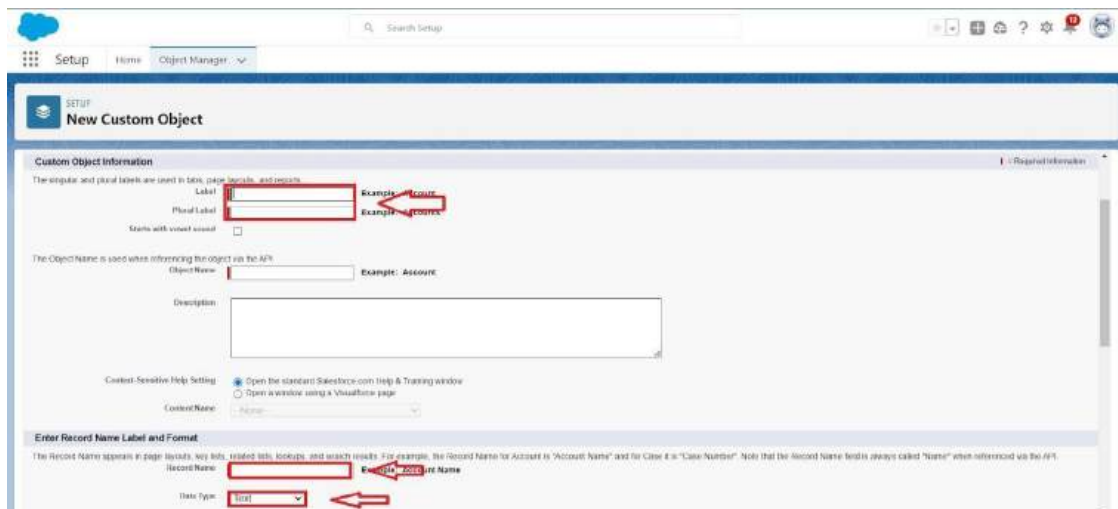 Search Setup
12
Setup Home Object Manager
SETUP
New Custom Object
Custom Object Information
= Required Information
The singular and plural labels are used in tabs, page layouts, and reports.
Label Example: Account
Plural Label Example: Accounts
Starts with vowel sound
The Object Name is used when referencing the object via the API.
Object Name Example: Account
Description
Context-Sensitive Help Setting Open the standard Salesforce.com Help & Training window
Open a window using a Visualforce page
Content Name --None--
Enter Record Name Label and Format
The Record Name appears in page layouts, key lists, related lists, lookups, and search results. For example, the Record Name for Account is "Account Name" and for Case it is "Case Number". Note that the Record Name field is always called "Name" when referenced via the API.
Record Name Example: Account Name
Data Type Text